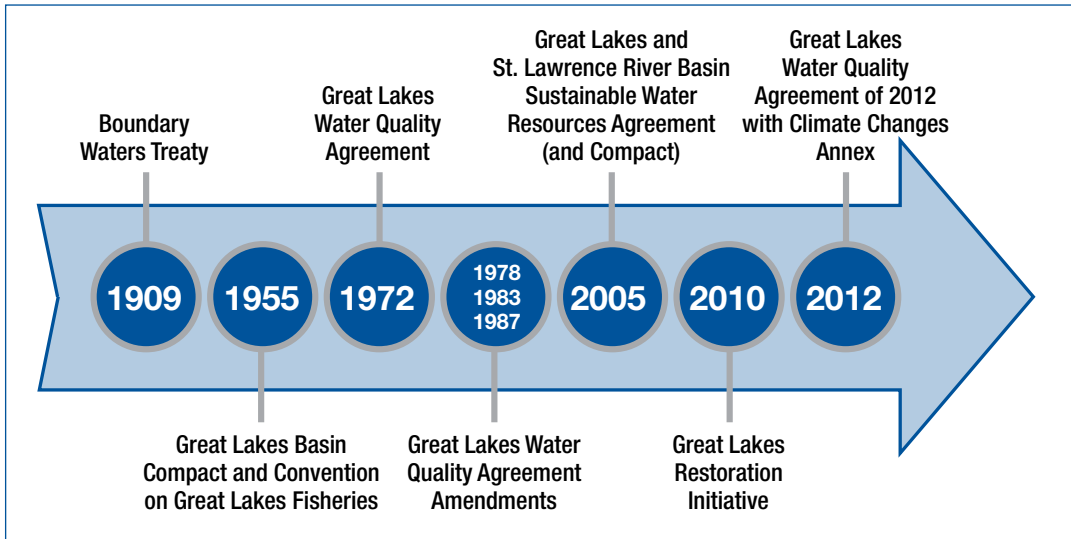 Boundary
Waters Treaty
Great Lakes
Water Quality
Agreement
Great Lakes and
St. Lawrence River Basin
Sustainable Water
Resources Agreement
(and Compact)
Great Lakes
Water Quality
Agreement of 2012
with Climate Changes
Annex
1909
1955
1972
1978
1983
1987
2005
2010
2012
Great Lakes Basin
Compact and Convention
on Great Lakes Fisheries
Great Lakes Water
Quality Agreement
Amendments
Great Lakes
Restoration
Initiative